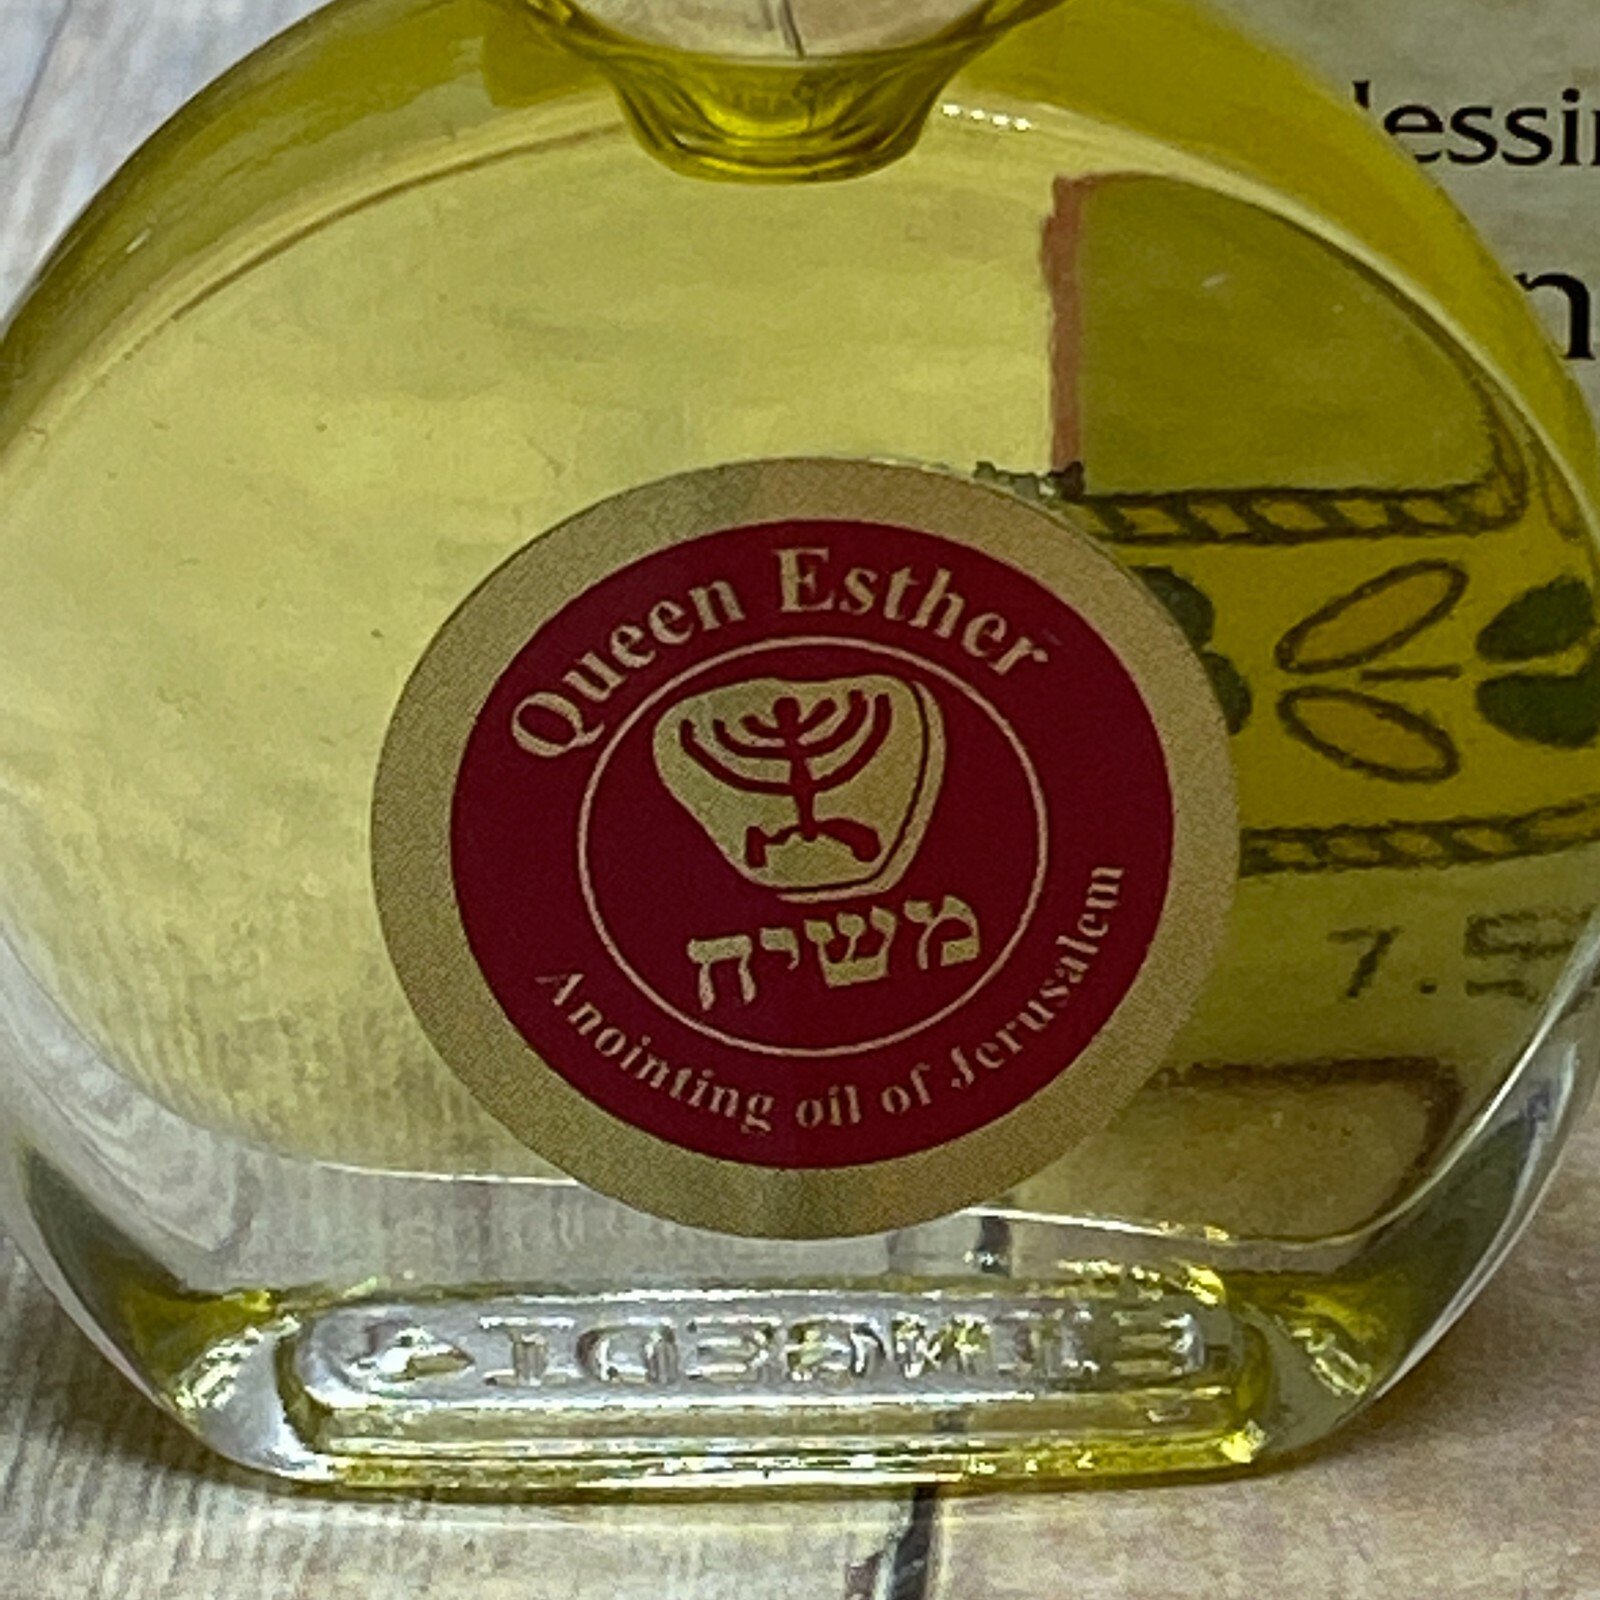 Queen Esther
משיח
Anointing oil of Jerusalem